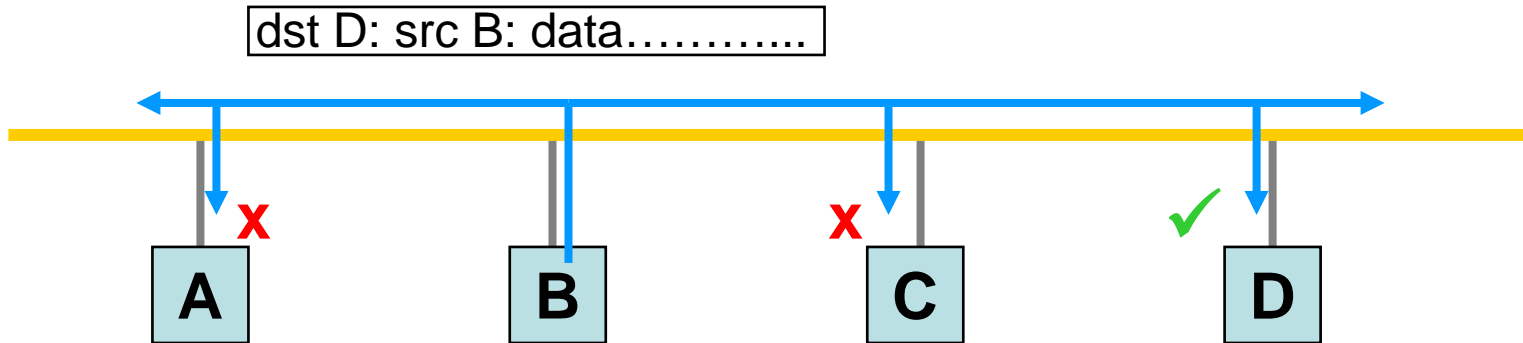 dst D: src B: data…………...
x x ✓
A B C D